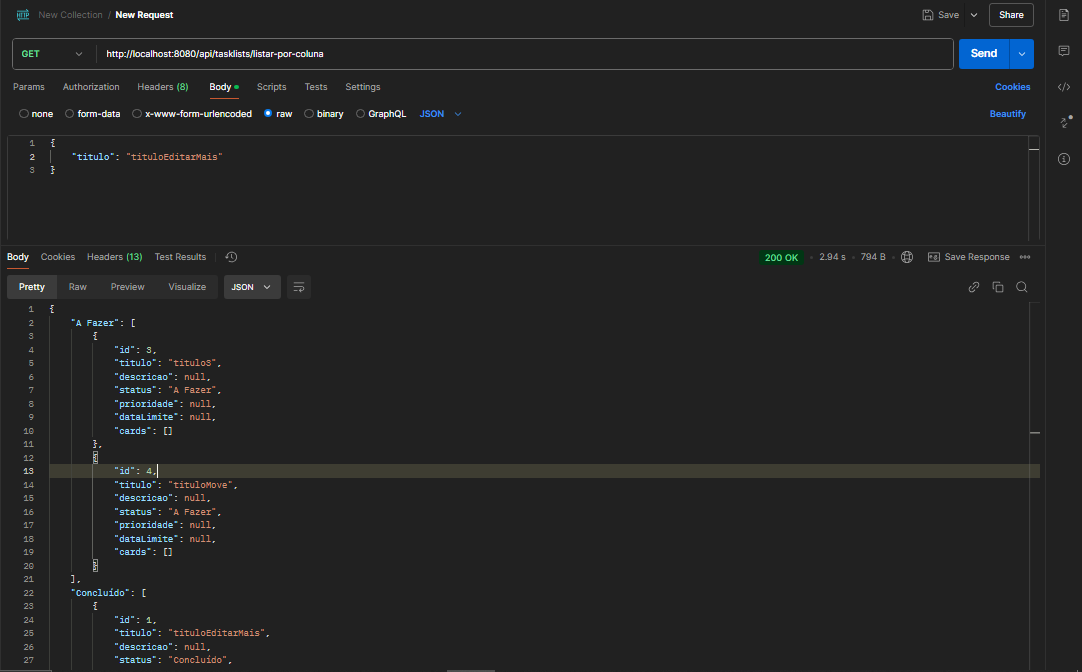 HTTP New Collection / New Request Save Share
GET http://localhost:8080/api/tasklists/listar-por-coluna Send
Params Authorization Headers (8) Body Scripts Tests Settings Cookies
none form-data x-www-form-urlencoded raw binary GraphQL JSON Beautify
1 {
2 "titulo": "tituloEditarMais"
3 }
Body Cookies Headers (13) Test Results 200 OK 2.94 s 794 B Save Response
Pretty Raw Preview Visualize JSON
1 {
2 "A Fazer": [
3 {
4 "id": 3,
5 "titulo": "tituloS",
6 "descricao": null,
7 "status": "A Fazer",
8 "prioridade": null,
9 "dataLimite": null,
10 "cards": []
11 },
12 {
13 "id": 4,
14 "titulo": "tituloMove",
15 "descricao": null,
16 "status": "A Fazer",
17 "prioridade": null,
18 "dataLimite": null,
19 "cards": []
20 }
21 ],
22 "Concluído": [
23 {
24 "id": 1,
25 "titulo": "tituloEditarMais",
26 "descricao": null,
27 "status": "Concluído",